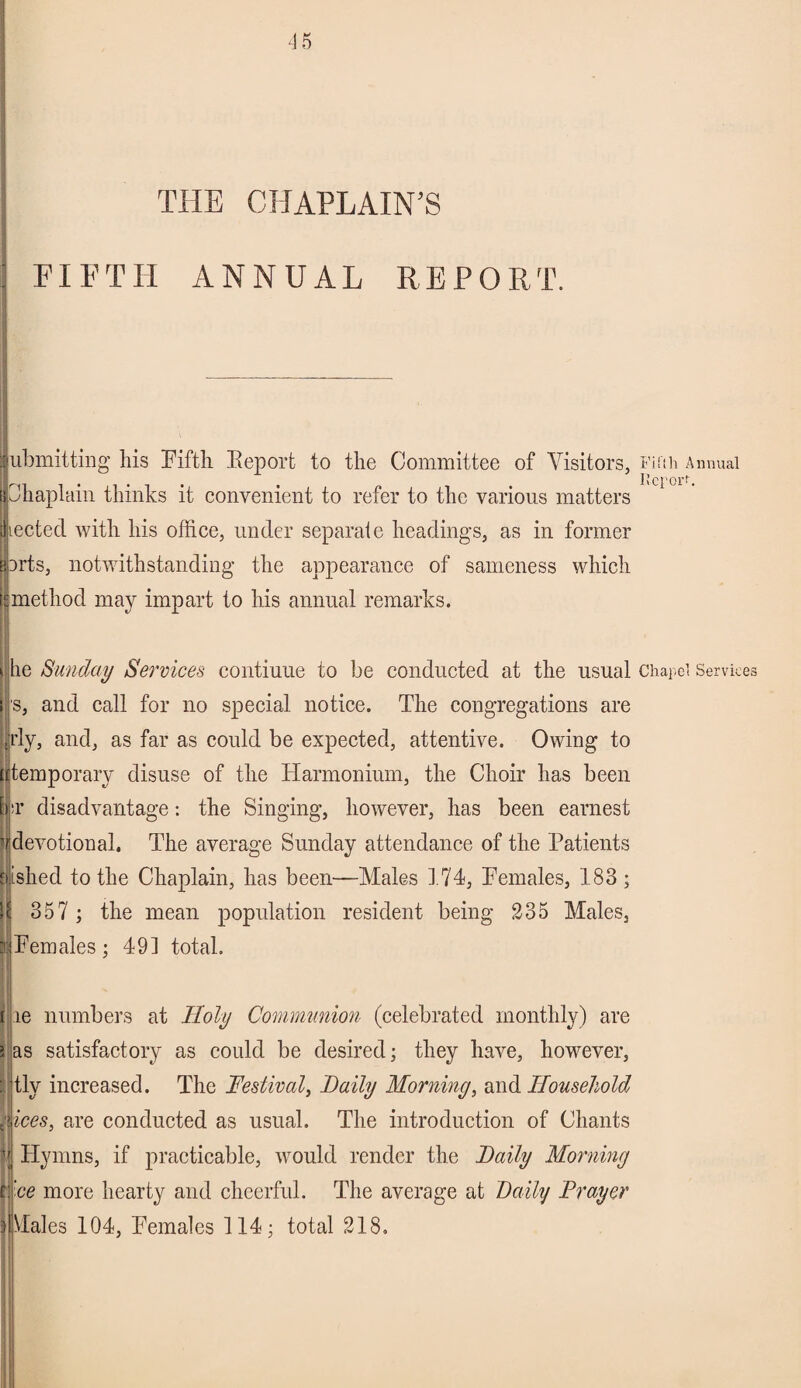 45
THE CHAPLAIN'S
FIFTH ANNUAL REPORT.
ubmitting his Fifth Report to the Committee of Visitors, Fifth Annual Report.
Chaplain thinks it convenient to refer to the various matters
ected with his office, under separate headings, as in former
orts, notwithstanding the appearance of sameness which
method may impart to his annual remarks.
he Sunday Services continue to be conducted at the usual Chapel Services
s, and call for no special notice. The congregations are
rly, and, as far as could be expected, attentive. Owing to
temporary disuse of the Harmonium, the Choir has been
r disadvantage: the Singing, however, has been earnest
devotional. The average Sunday attendance of the Patients
ished to the Chaplain, has been—Males 174, Females, 183;
357; the mean population resident being 235 Males,
Females; 491 total.
e numbers at Holy Communion (celebrated monthly) are
as satisfactory as could be desired; they have, however,
tly increased. The Festival, Daily Morning, and Household
ices, are conducted as usual. The introduction of Chants
Hymns, if practicable, would render the Daily Morning
ce more hearty and cheerful. The average at Daily Prayer
Males 104, Females 114; total 218.